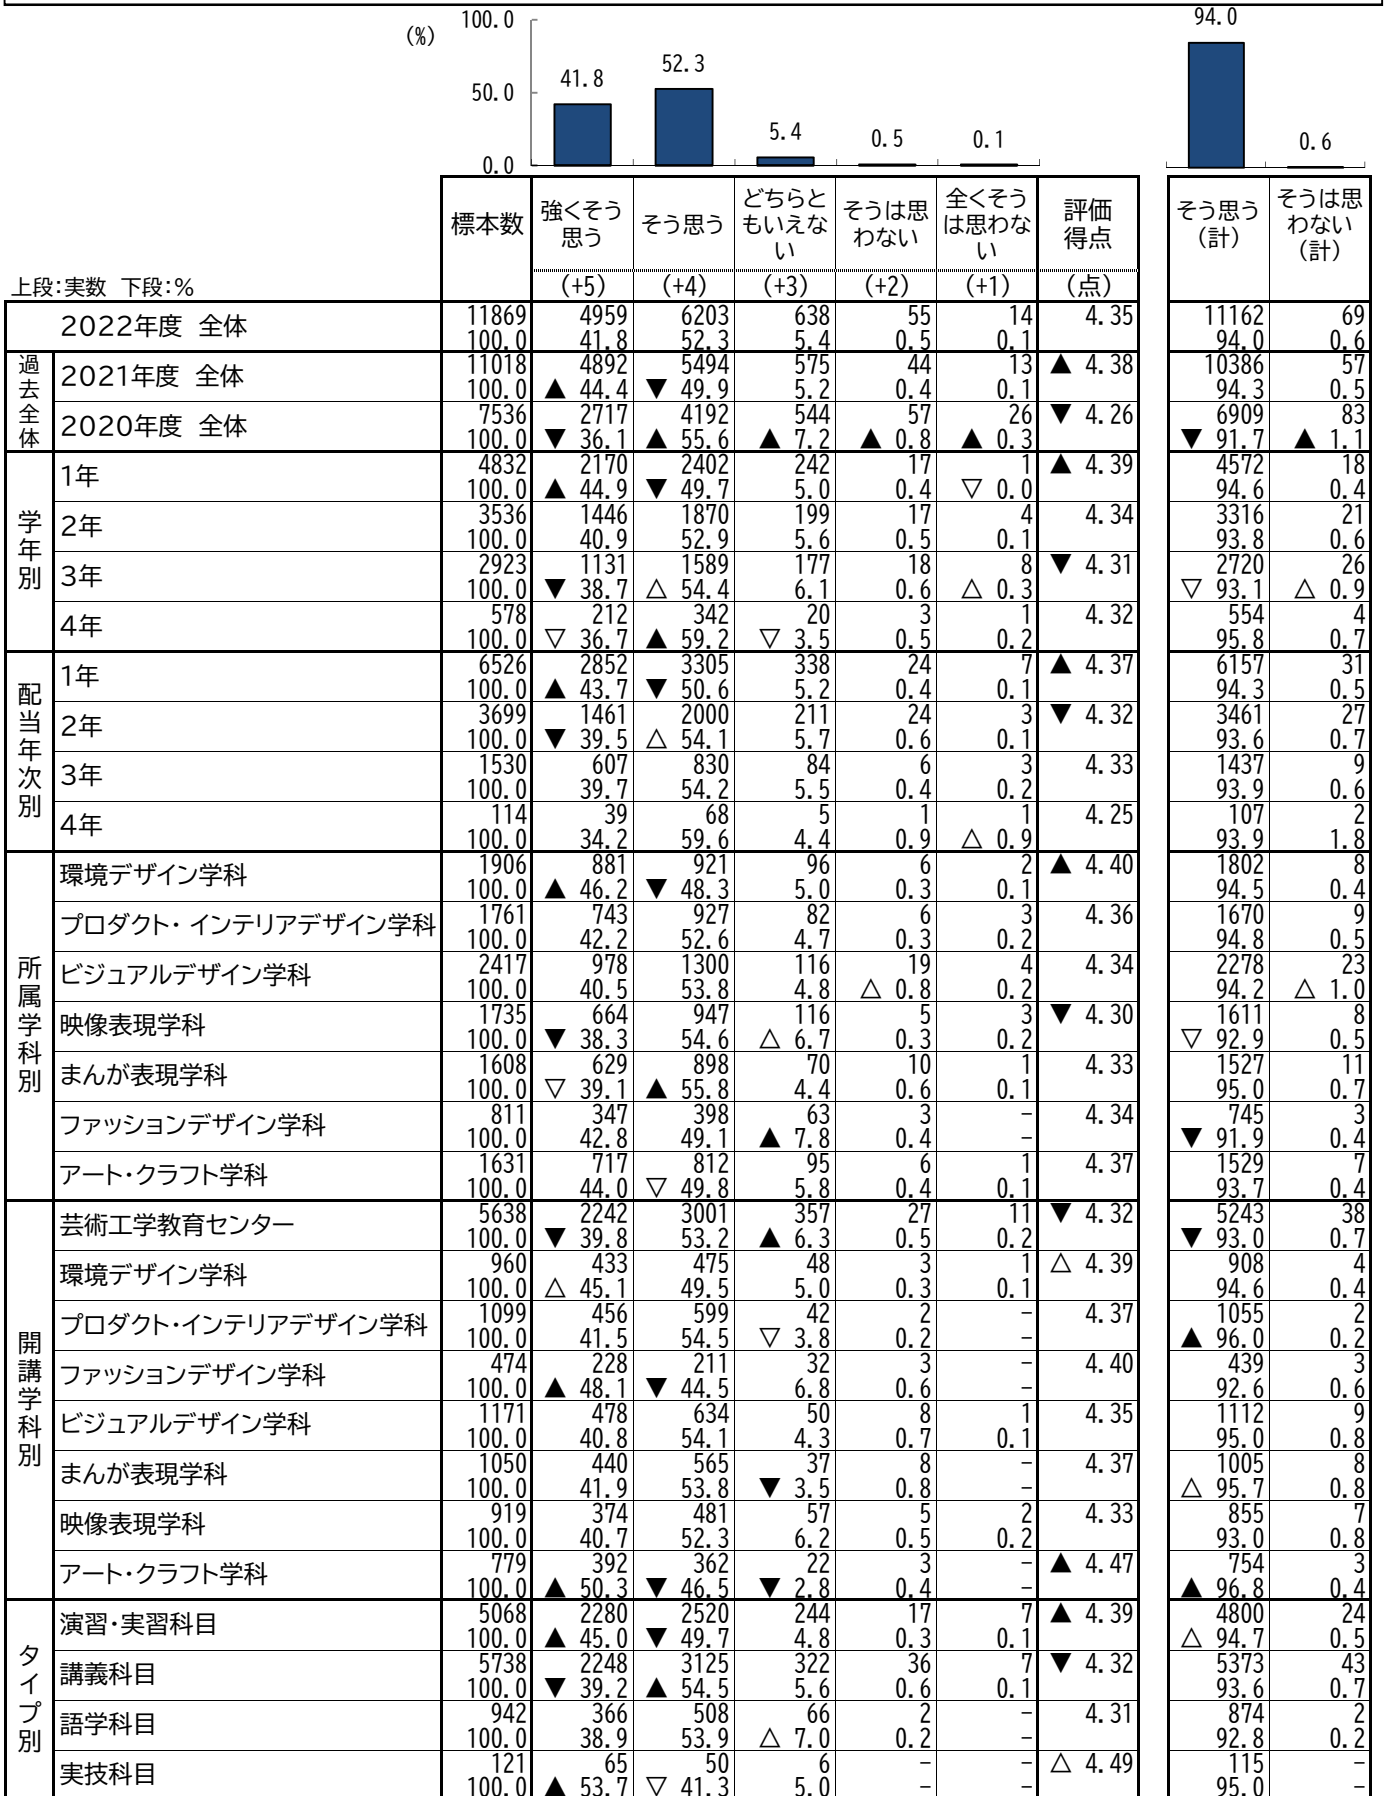 (%)
100.0
50.0
0.0
41.8
52.3
5.4
0.5
0.1
94.0
0.6
標本数 強くそう思う そう思う どちらともいえない そうは思わない 全くそうは思わない 評価得点 そう思う（計） そうは思わない（計）
上段：実数　下段：% （+5） （+4） （+3） （+2） （+1） （点）
2022年度　全体 11869 4959 6203 638 55 14 4.35 11162 69
100.0 41.8 52.3 5.4 0.5 0.1 94.0 0.6
過去全体
2021年度　全体 11018 4892 5494 575 44 13 ▲ 4.38 10386 57
100.0 ▲ 44.4 ▼ 49.9 5.2 0.4 0.1 94.3 0.5
2020年度　全体 7536 2717 4192 544 57 26 ▼ 4.26 6909 83
100.0 ▼ 36.1 ▲ 55.6 ▲ 7.2 ▲ 0.8 ▲ 0.3 ▼ 91.7 ▲ 1.1
学年別
1年 4832 2170 2402 242 17 1 ▲ 4.39 4572 18
100.0 ▲ 44.9 ▼ 49.7 5.0 0.4 ▽ 0.0 94.6 0.4
2年 3536 1446 1870 199 17 4 4.34 3316 21
100.0 40.9 52.9 5.6 0.5 0.1 93.8 0.6
3年 2923 1131 1589 177 18 8 ▼ 4.31 2720 26
100.0 ▼ 38.7 △ 54.4 6.1 0.6 △ 0.3 ▽ 93.1 △ 0.9
4年 578 212 342 20 3 1 4.32 554 4
100.0 ▽ 36.7 ▲ 59.2 ▽ 3.5 0.5 0.2 95.8 0.7
配当年次別
1年 6526 2852 3305 338 24 7 ▲ 4.37 6157 31
100.0 ▲ 43.7 ▼ 50.6 5.2 0.4 0.1 94.3 0.5
2年 3699 1461 2000 211 24 3 ▼ 4.32 3461 27
100.0 ▼ 39.5 △ 54.1 5.7 0.6 0.1 93.6 0.7
3年 1530 607 830 84 6 3 4.33 1437 9
100.0 39.7 54.2 5.5 0.4 0.2 93.9 0.6
4年 114 39 68 5 1 1 4.25 107 2
100.0 34.2 59.6 4.4 0.9 △ 0.9 93.9 1.8
所属学科別
環境デザイン学科 1906 881 921 96 6 2 ▲ 4.40 1802 8
100.0 ▲ 46.2 ▼ 48.3 5.0 0.3 0.1 94.5 0.4
プロダクト・ インテリアデザイン学科 1761 743 927 82 6 3 4.36 1670 9
100.0 42.2 52.6 4.7 0.3 0.2 94.8 0.5
ビジュアルデザイン学科 2417 978 1300 116 19 4 4.34 2278 23
100.0 40.5 53.8 4.8 △ 0.8 0.2 94.2 △ 1.0
映像表現学科 1735 664 947 116 5 3 ▼ 4.30 1611 8
100.0 ▼ 38.3 54.6 △ 6.7 0.3 0.2 ▽ 92.9 0.5
まんが表現学科 1608 629 898 70 10 1 4.33 1527 11
100.0 ▽ 39.1 ▲ 55.8 4.4 0.6 0.1 95.0 0.7
ファッションデザイン学科 811 347 398 63 3 - 4.34 745 3
100.0 42.8 49.1 ▲ 7.8 0.4 - ▼ 91.9 0.4
アート・クラフト学科 1631 717 812 95 6 1 4.37 1529 7
100.0 44.0 ▽ 49.8 5.8 0.4 0.1 93.7 0.4
開講学科別
芸術工学教育センター 5638 2242 3001 357 27 11 ▼ 4.32 5243 38
100.0 ▼ 39.8 53.2 ▲ 6.3 0.5 0.2 ▼ 93.0 0.7
環境デザイン学科 960 433 475 48 3 1 △ 4.39 908 4
100.0 △ 45.1 49.5 5.0 0.3 0.1 94.6 0.4
プロダクト・インテリアデザイン学科 1099 456 599 42 2 - 4.37 1055 2
100.0 41.5 54.5 ▽ 3.8 0.2 - ▲ 96.0 0.2
ファッションデザイン学科 474 228 211 32 3 - 4.40 439 3
100.0 ▲ 48.1 ▼ 44.5 6.8 0.6 - 92.6 0.6
ビジュアルデザイン学科 1171 478 634 50 8 1 4.35 1112 9
100.0 40.8 54.1 4.3 0.7 0.1 95.0 0.8
まんが表現学科 1050 440 565 37 8 - 4.37 1005 8
100.0 41.9 53.8 ▼ 3.5 0.8 - △ 95.7 0.8
映像表現学科 919 374 481 57 5 2 4.33 855 7
100.0 40.7 52.3 6.2 0.5 0.2 93.0 0.8
アート・クラフト学科 779 392 362 22 3 - ▲ 4.47 754 3
100.0 ▲ 50.3 ▼ 46.5 ▼ 2.8 0.4 - ▲ 96.8 0.4
タイプ別
演習・実習科目 5068 2280 2520 244 17 7 ▲ 4.39 4800 24
100.0 ▲ 45.0 ▼ 49.7 4.8 0.3 0.1 △ 94.7 0.5
講義科目 5738 2248 3125 322 36 7 ▼ 4.32 5373 43
100.0 ▼ 39.2 ▲ 54.5 5.6 0.6 0.1 93.6 0.7
語学科目 942 366 508 66 2 - 4.31 874 2
100.0 38.9 53.9 △ 7.0 0.2 - 92.8 0.2
実技科目 121 65 50 6 - - △ 4.49 115 -
100.0 ▲ 53.7 ▽ 41.3 5.0 - - 95.0 -